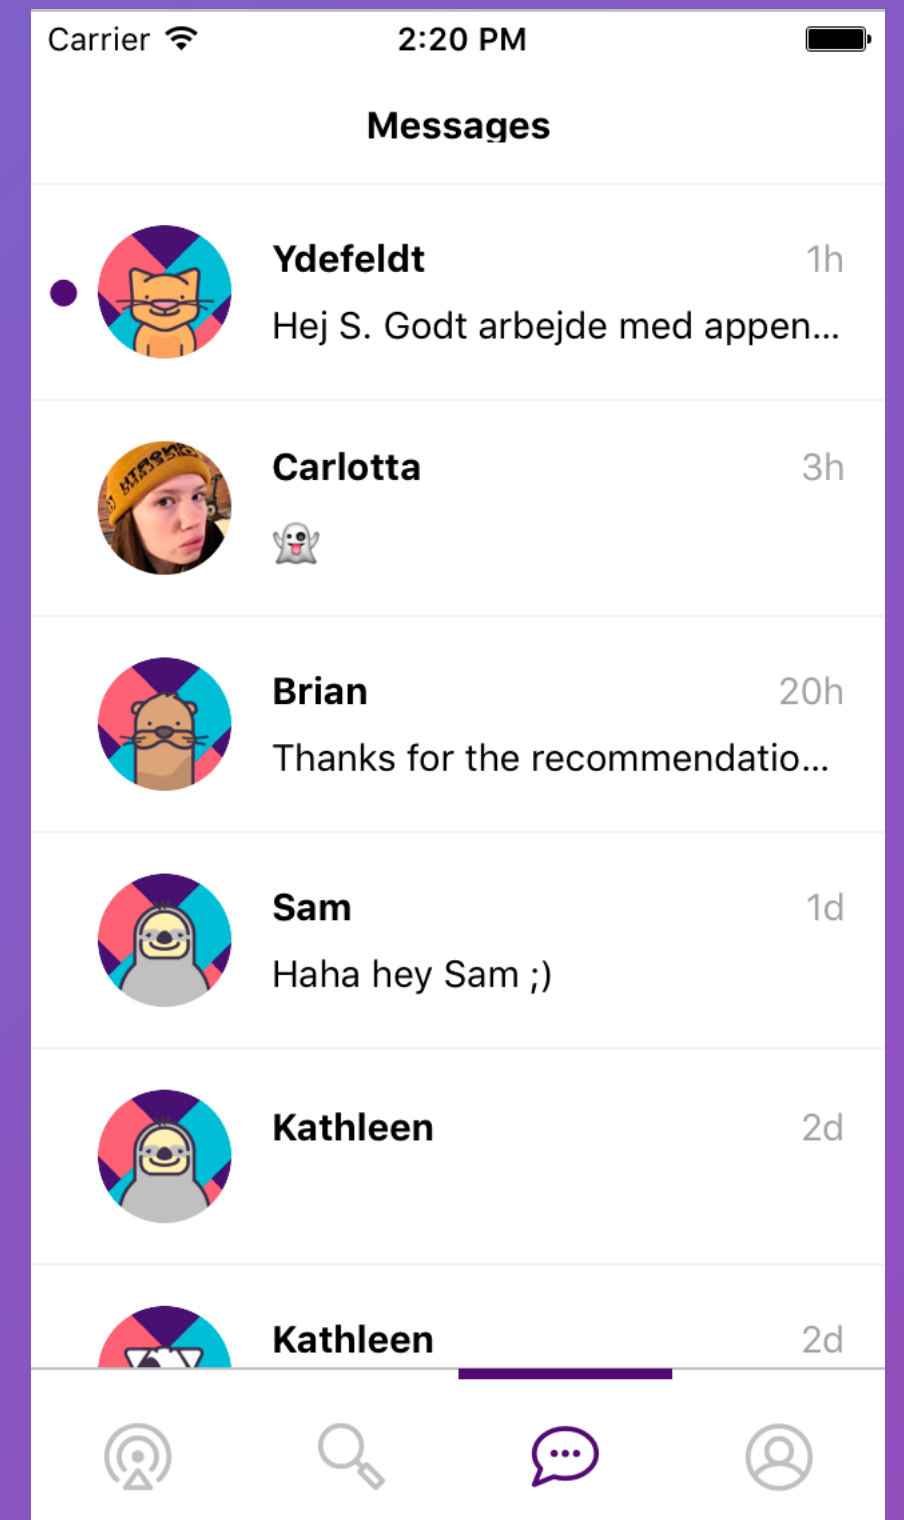 Carrier 2:20 PM
Messages
Ydefeldt 1h
Hej S. Godt arbejde med appen...
Carlotta 3h
👻
Brian 20h
Thanks for the recommendatio...
Sam 1d
Haha hey Sam ;)
Kathleen 2d
Kathleen 2d